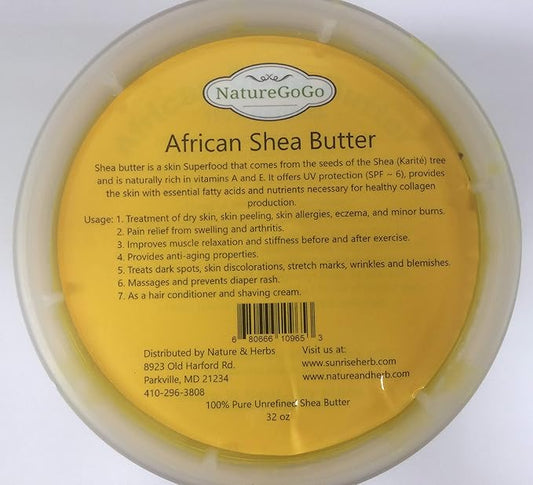 NatureGoGo
African Shea Butter
Shea butter is a skin Superfood that comes from the seeds of the Shea (Karité) tree
and is naturally rich in vitamins A and E. It offers UV protection (SPF ~ 6), provides
the skin with essential fatty acids and nutrients necessary for healthy collagen
production.
Usage: 1. Treatment of dry skin, skin peeling, skin allergies, eczema, and minor burns.
2. Pain relief from swelling and arthritis.
3. Improves muscle relaxation and stiffness before and after exercise.
4. Provides anti-aging properties.
5. Treats dark spots, skin discolorations, stretch marks, wrinkles and blemishes.
6. Massages and prevents diaper rash.
7. As a hair conditioner and shaving cream.
6 80666 10965 3
Distributed by Nature & Herbs
8923 Old Harford Rd.
Parkville, MD 21234
410-296-3808
Visit us at:
www.sunriseherb.com
www.natureandherb.com
100% Pure Unrefined Shea Butter
32 oz